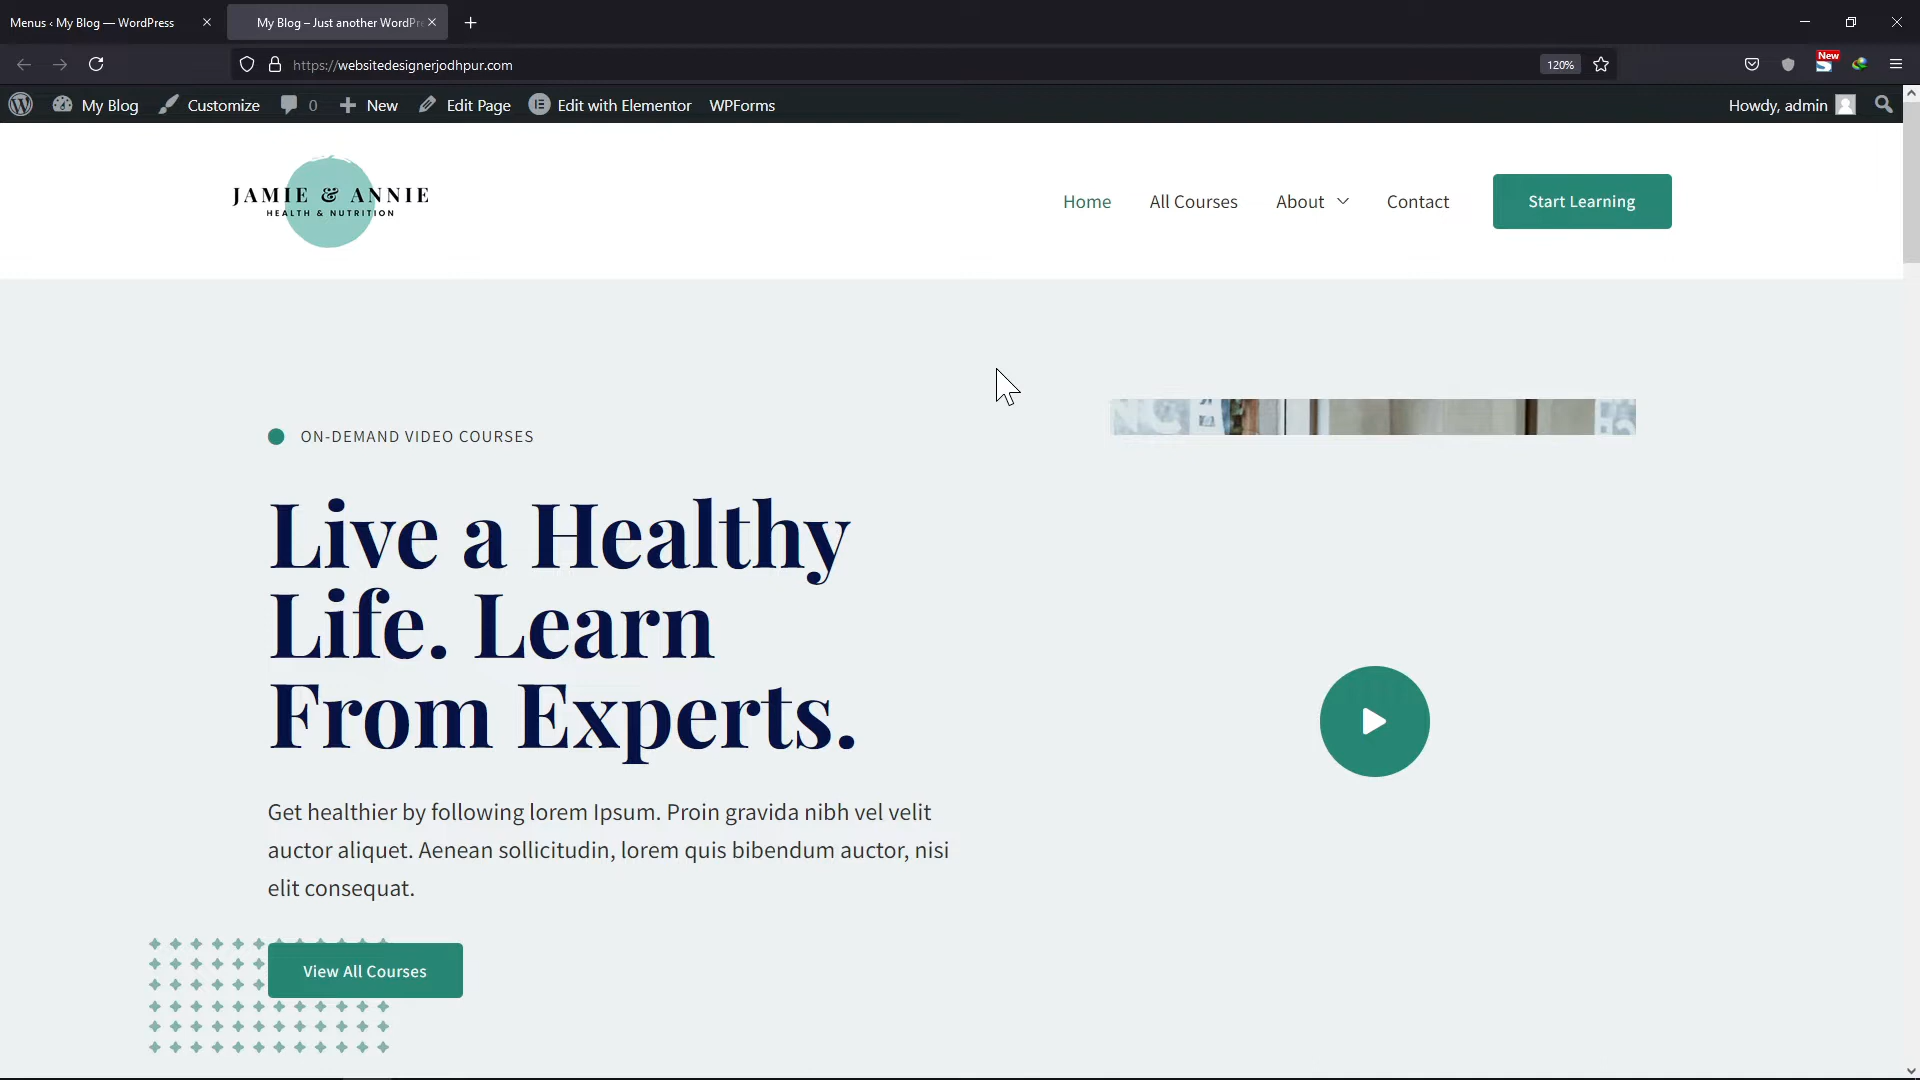 Menus ‹ My Blog — WordPress
My Blog – Just another WordPr
https://websitedesignerjodhpur.com
120%
New
My Blog
Customize
0
New
Edit Page
Edit with Elementor
WPForms
Howdy, admin
JAMIE & ANNIE
HEALTH & NUTRITION
Home
All Courses
About
Contact
Start Learning
ON-DEMAND VIDEO COURSES
Live a Healthy
Life. Learn
From Experts.
Get healthier by following lorem Ipsum. Proin gravida nibh vel velit
auctor aliquet. Aenean sollicitudin, lorem quis bibendum auctor, nisi
elit consequat.
View All Courses